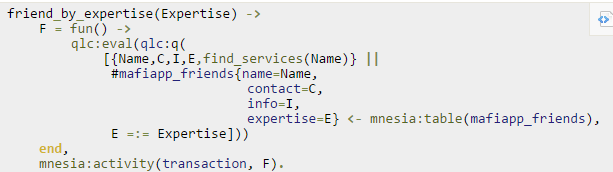 friend_by_expertise(Expertise) ->
    F = fun() ->
        qlc:eval(qlc:q(
            [{Name,C,I,E,find_services(Name)} ||
             #mafiapp_friends{name=Name,
                              contact=C,
                              info=I,
                              expertise=E} <- mnesia:table(mafiapp_friends),
             E =:= Expertise]))
    end,
    mnesia:activity(transaction, F).